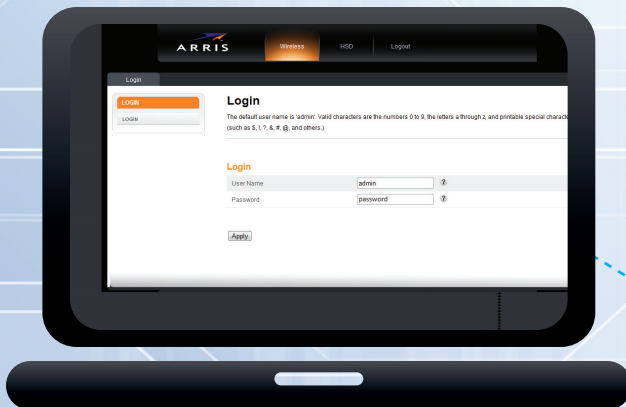 ARRIS
Wireless HSD Logout
Login
LOGIN
LOGIN
Login
The default user name is 'admin'. Valid characters are the numbers 0 to 9, the letters a through z, and printable special charact
(such as $, !, ?, &, #, @, and others.)
Login
User Name admin ?
Password password ?
Apply